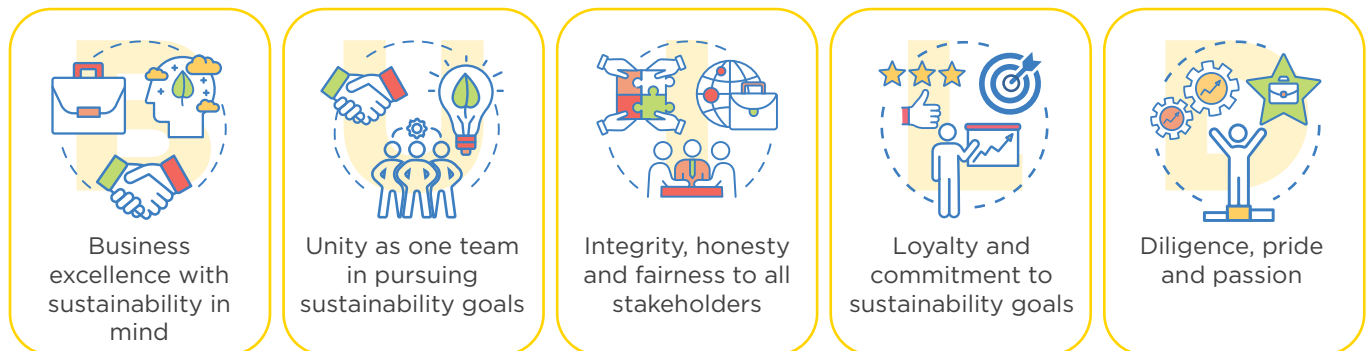 B
Business
excellence with
sustainability in
mind
U
Unity as one team
in pursuing
sustainability goals
I
Integrity, honesty
and fairness to all
stakeholders
L
Loyalty and
commitment to
sustainability goals
D
Diligence, pride
and passion